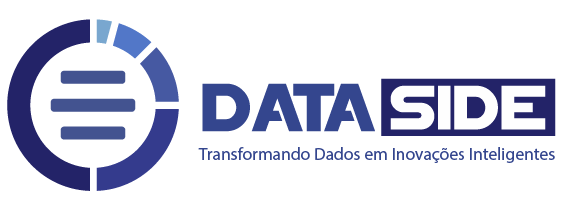 DATA SIDE
Transformando Dados em Inovações Inteligentes